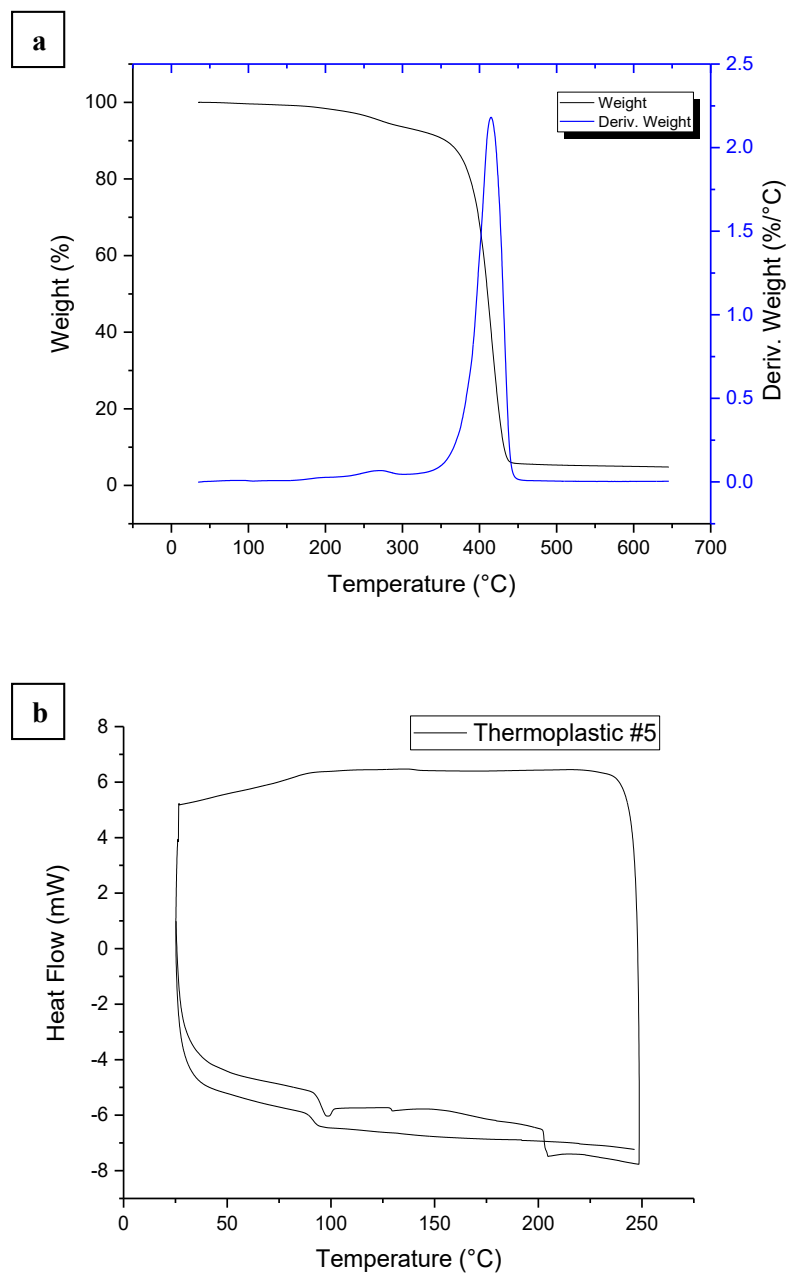 a
2.5
100
Weight
Deriv. Weight
2.0
80
1.5
60
Weight (%)
Deriv. Weight (%/°C)
1.0
40
0.5
20
0.0
0
0 100 200 300 400 500 600 700
Temperature (°C)
b
8
Thermoplastic #5
6
4
2
Heat Flow (mW)
0
-2
-4
-6
-8
0 50 100 150 200 250
Temperature (°C)